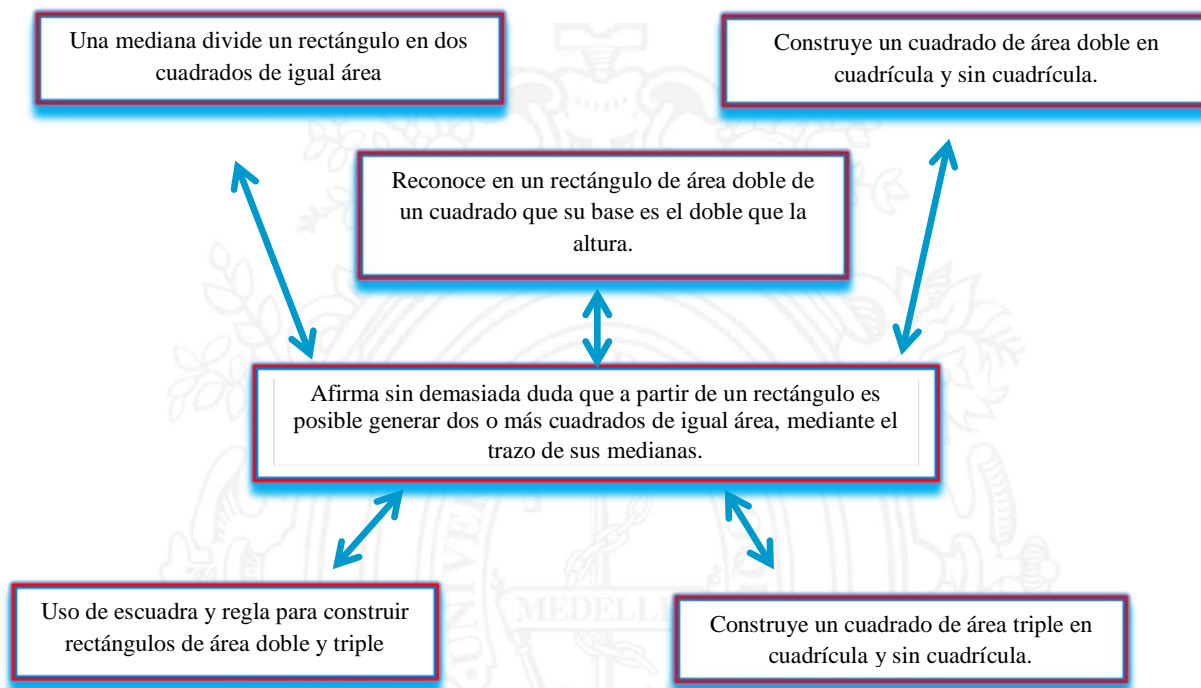 Una mediana divide un rectángulo en dos
cuadrados de igual área
Construye un cuadrado de área doble en
cuadrícula y sin cuadrícula.
Reconoce en un rectángulo de área doble de
un cuadrado que su base es el doble que la
altura.
Afirma sin demasiada duda que a partir de un rectángulo es
posible generar dos o más cuadrados de igual área, mediante el
trazo de sus medianas.
Uso de escuadra y regla para construir
rectángulos de área doble y triple
Construye un cuadrado de área triple en
cuadrícula y sin cuadrícula.